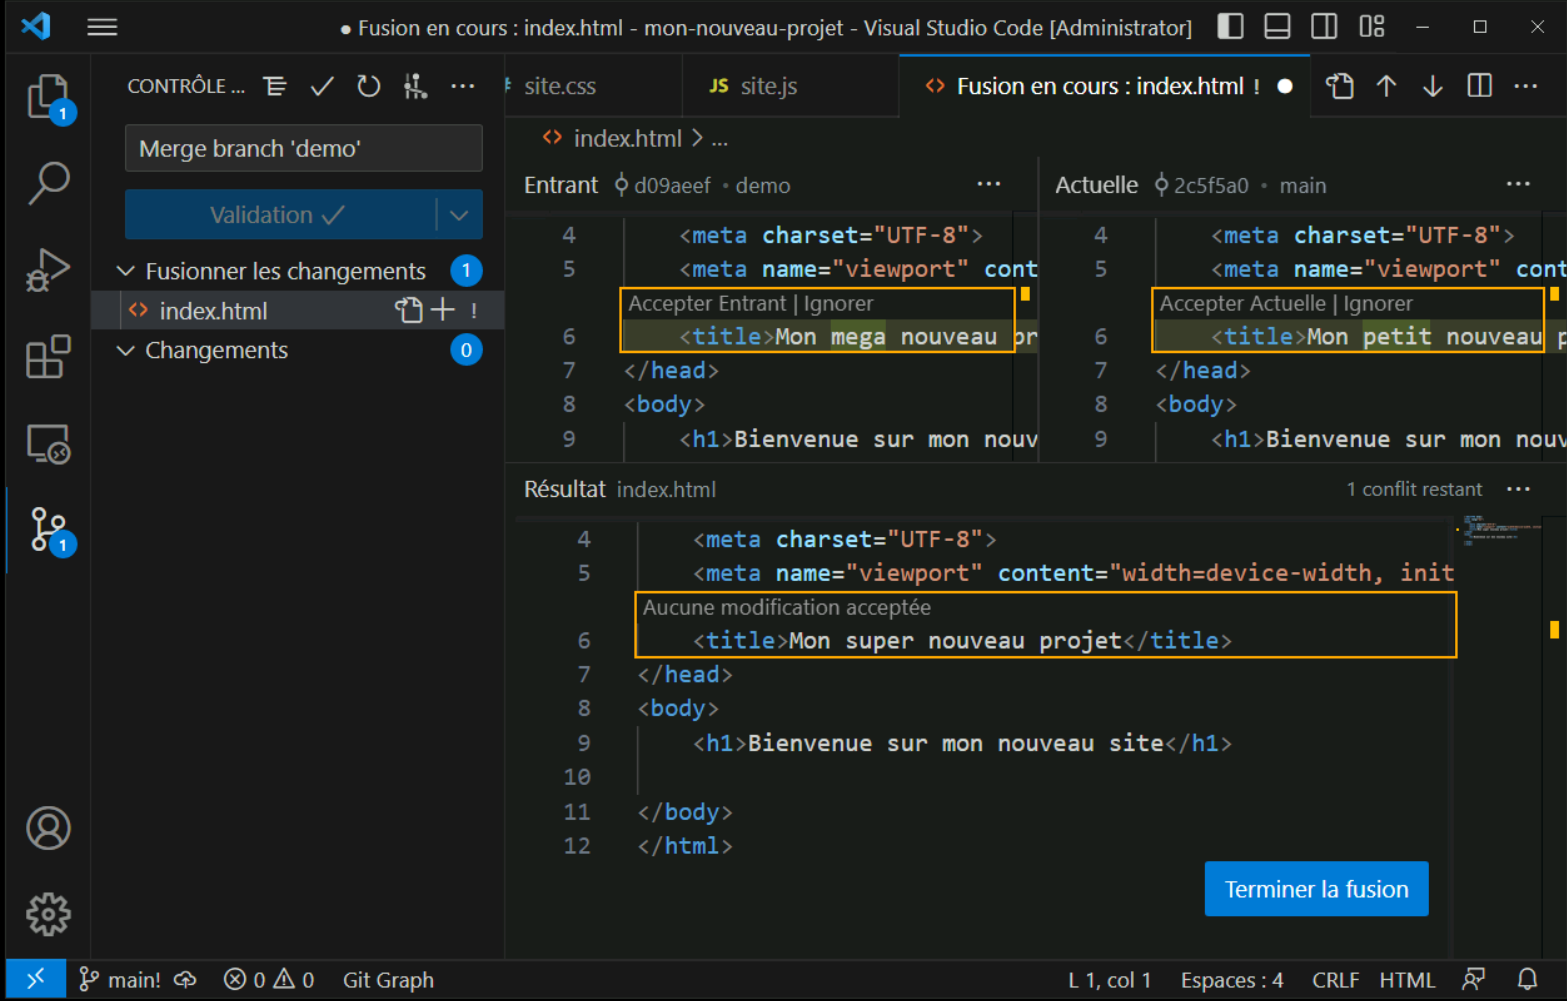 ● Fusion en cours : index.html - mon-nouveau-projet - Visual Studio Code [Administrator]
CONTRÔLE ...
Merge branch 'demo'
Validation
Fusionner les changements 1
index.html !
Changements 0
1
1
site.css
JS site.js
Fusion en cours : index.html !
index.html > ...
Entrant d09aeef • demo
4 <meta charset="UTF-8">
5 <meta name="viewport" cont
Accepter Entrant | Ignorer
6 <title>Mon mega nouveau pr
7 </head>
8 <body>
9 <h1>Bienvenue sur mon nouv
Actuelle 2c5f5a0 • main
4 <meta charset="UTF-8">
5 <meta name="viewport" cont
Accepter Actuelle | Ignorer
6 <title>Mon petit nouveau p
7 </head>
8 <body>
9 <h1>Bienvenue sur mon nouv
Résultat index.html 1 conflit restant
4 <meta charset="UTF-8">
5 <meta name="viewport" content="width=device-width, init
Aucune modification acceptée
6 <title>Mon super nouveau projet</title>
7 </head>
8 <body>
9 <h1>Bienvenue sur mon nouveau site</h1>
10
11 </body>
12 </html>
Terminer la fusion
main! 0 0 Git Graph L 1, col 1 Espaces : 4 CRLF HTML